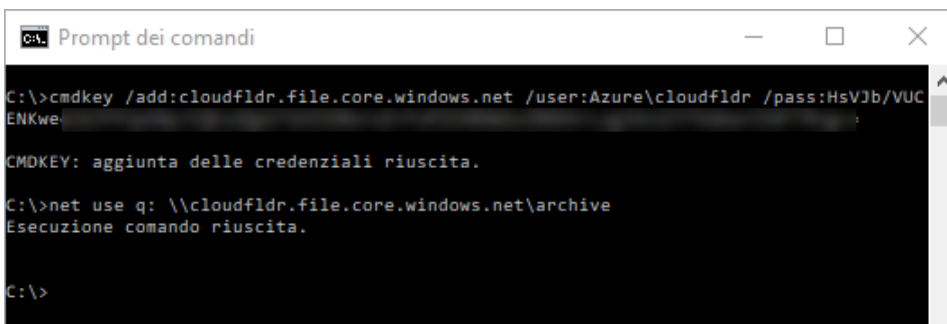 Prompt dei comandi
C:\>cmdkey /add:cloudfldr.file.core.windows.net /user:Azure\cloudfldr /pass:HsVJb/VUC
ENKwe
CMDKEY: aggiunta delle credenziali riuscita.
C:\>net use q: \\cloudfldr.file.core.windows.net\archive
Esecuzione comando riuscita.
C:\>